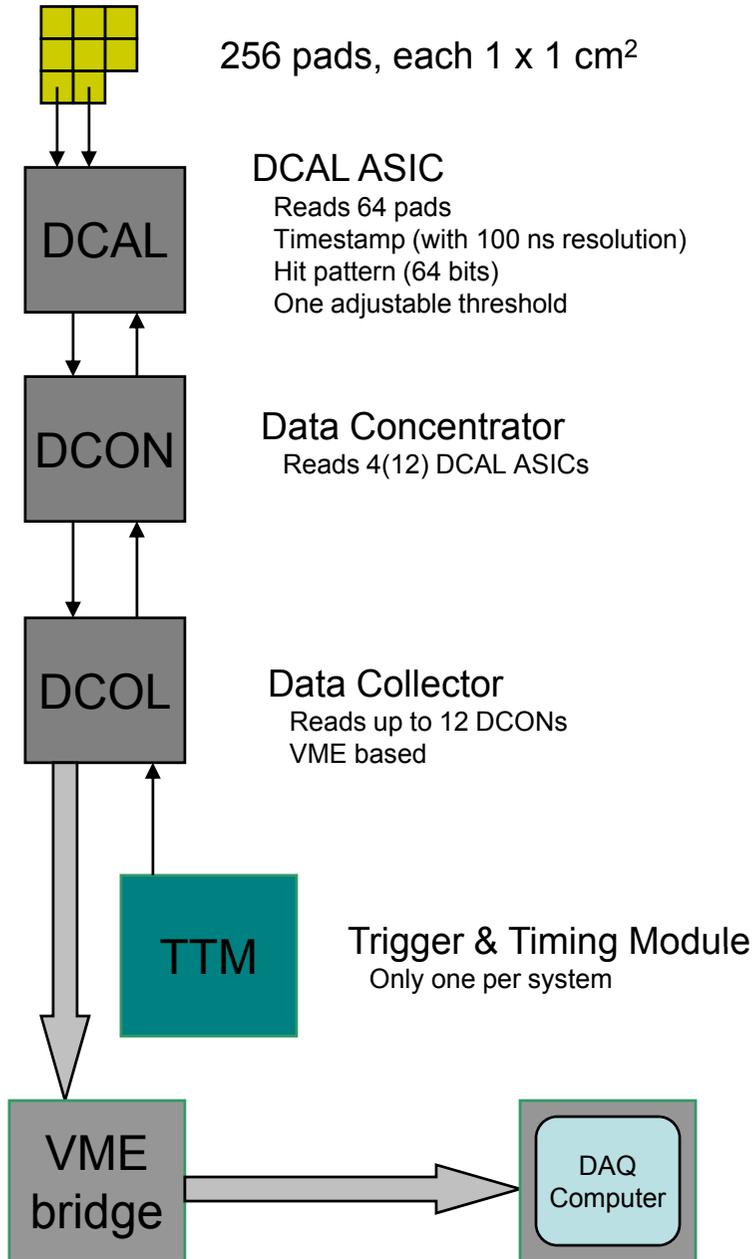 256 pads, each 1 x 1 cm²
DCAL
DCAL ASIC
Reads 64 pads
Timestamp (with 100 ns resolution)
Hit pattern (64 bits)
One adjustable threshold
DCON
Data Concentrator
Reads 4(12) DCAL ASICs
DCOL
Data Collector
Reads up to 12 DCONs
VME based
TTM
Trigger & Timing Module
Only one per system
VME
bridge
DAQ
Computer